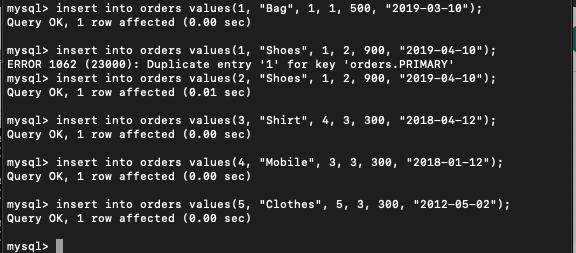 mysql> insert into orders values(1, "Bag", 1, 1, 500, "2019-03-10");
Query OK, 1 row affected (0.00 sec)
mysql> insert into orders values(1, "Shoes", 1, 2, 900, "2019-04-10");
ERROR 1062 (23000): Duplicate entry '1' for key 'orders.PRIMARY'
mysql> insert into orders values(2, "Shoes", 1, 2, 900, "2019-04-10");
Query OK, 1 row affected (0.01 sec)
mysql> insert into orders values(3, "Shirt", 4, 3, 300, "2018-04-12");
Query OK, 1 row affected (0.00 sec)
mysql> insert into orders values(4, "Mobile", 3, 3, 300, "2018-01-12");
Query OK, 1 row affected (0.00 sec)
mysql> insert into orders values(5, "Clothes", 5, 3, 300, "2012-05-02");
Query OK, 1 row affected (0.00 sec)
mysql>